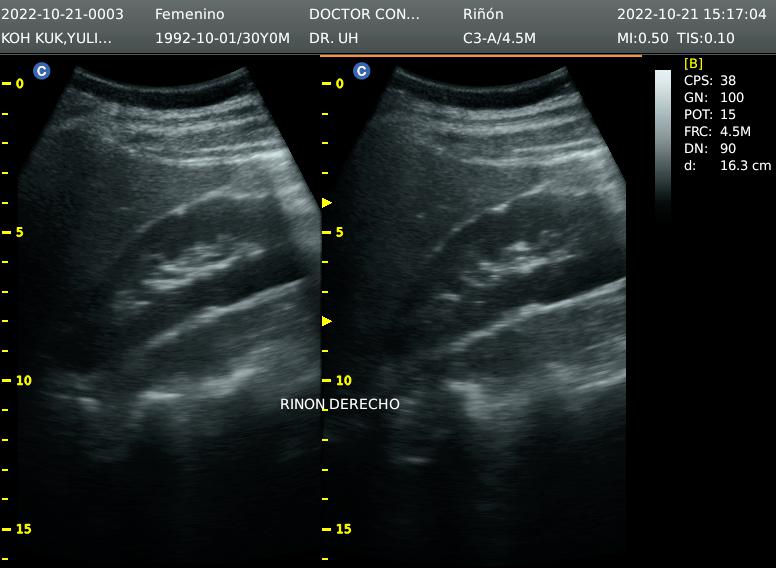 2022-10-21-0003 Femenino DOCTOR CON... Riñón 2022-10-21 15:17:04
KOH KUK,YULI... 1992-10-01/30Y0M DR. UH C3-A/4.5M MI:0.50 TIS:0.10
C
C
[B]
CPS: 38
GN: 100
POT: 15
FRC: 4.5M
DN: 90
d: 16.3 cm
0
5
10
15
0
5
10
15
RINON DERECHO